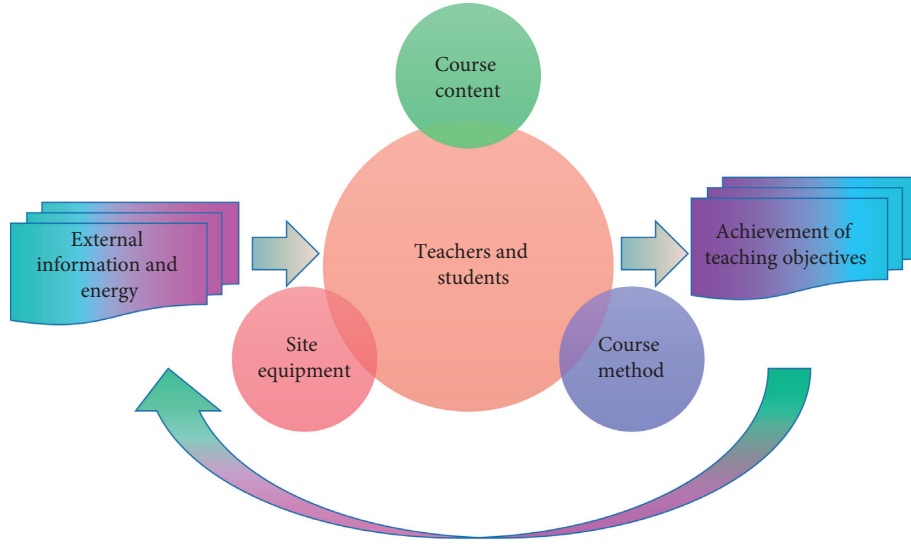 Course
content
External
information and
energy
Teachers and
students
Achievement of
teaching objectives
Site
equipment
Course
method